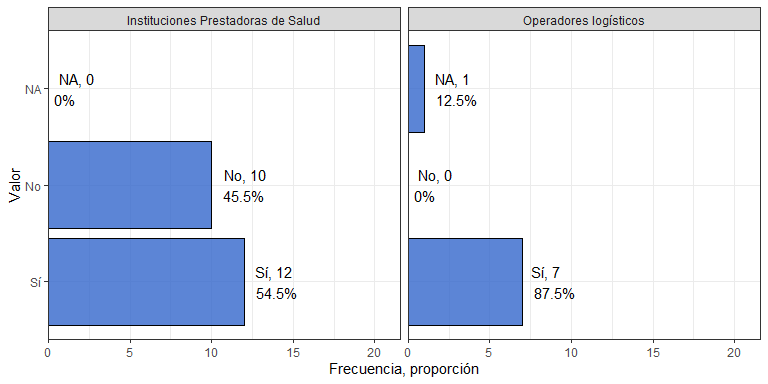 Instituciones Prestadoras de Salud
Operadores logísticos
Valor
NA
No
Sí
NA, 0
0%
No, 10
45.5%
Sí, 12
54.5%
NA, 1
12.5%
No, 0
0%
Sí, 7
87.5%
0 5 10 15 20
0 5 10 15 20
Frecuencia, proporción